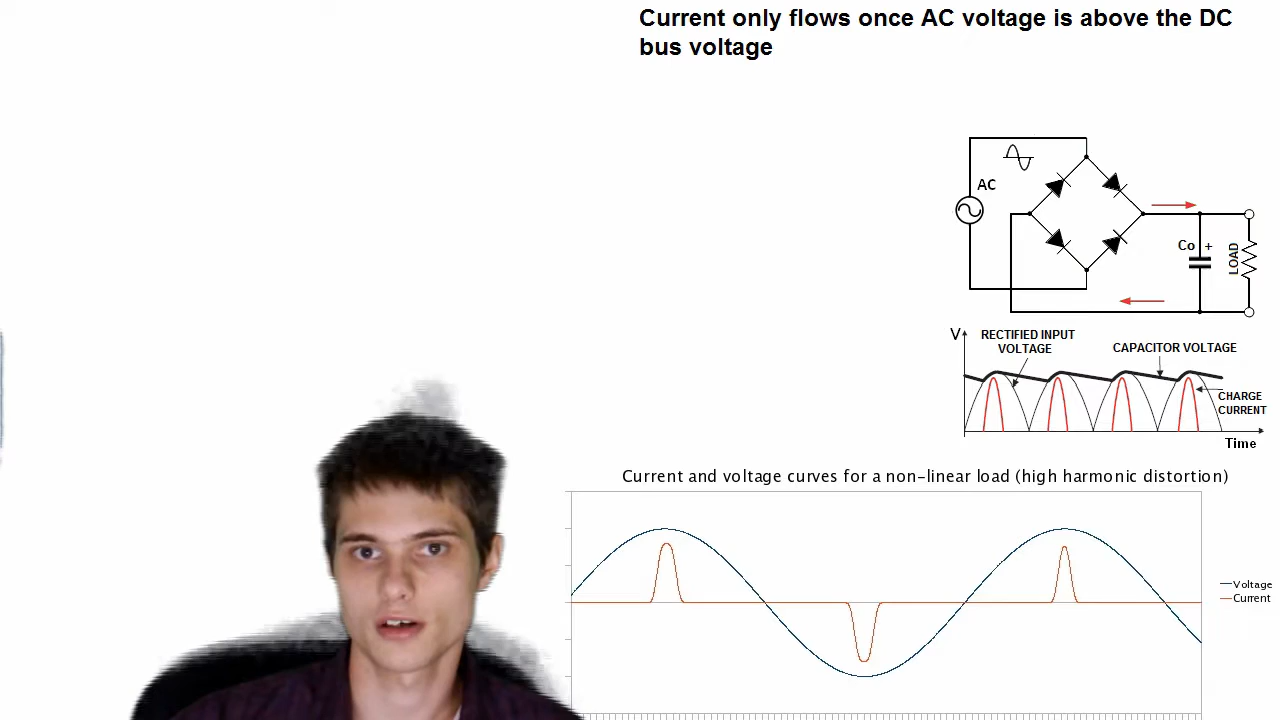 Current only flows once AC voltage is above the DC
bus voltage
AC
Co +
LOAD
V
RECTIFIED INPUT
VOLTAGE
CAPACITOR VOLTAGE
CHARGE
CURRENT
Time
Current and voltage curves for a non-linear load (high harmonic distortion)
Voltage
Current